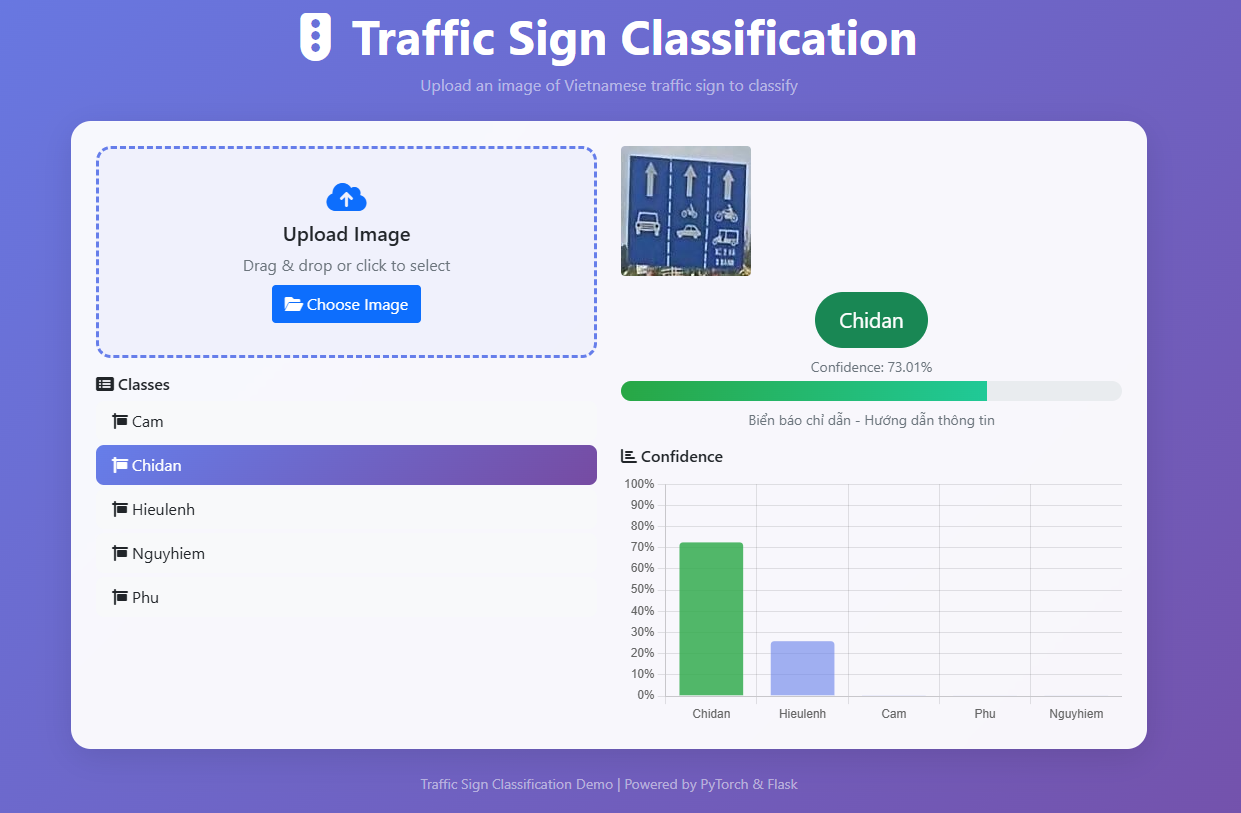 Traffic Sign Classification
Upload an image of Vietnamese traffic sign to classify
Upload Image
Drag & drop or click to select
Choose Image
Classes
Cam
Chidan
Hieulenh
Nguyhiem
Phu
Chidan
Confidence: 73.01%
Biển báo chỉ dẫn - Hướng dẫn thông tin
Confidence
100%
90%
80%
70%
60%
50%
40%
30%
20%
10%
0%
Chidan
Hieulenh
Cam
Phu
Nguyhiem
Traffic Sign Classification Demo | Powered by PyTorch & Flask